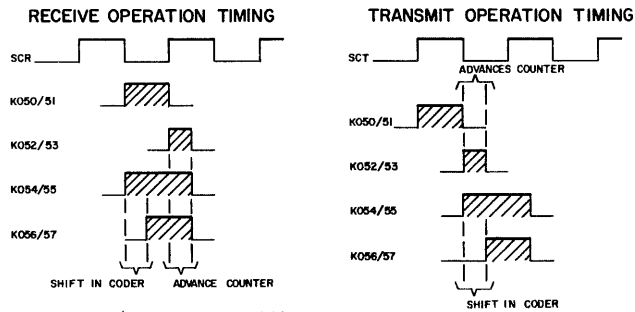 RECEIVE OPERATION TIMING
SCR
K050/51
K052/53
K054/55
K056/57
SHIFT IN CODER
ADVANCE COUNTER
TRANSMIT OPERATION TIMING
SCT
ADVANCES COUNTER
K050/51
K052/53
K054/55
K056/57
SHIFT IN CODER